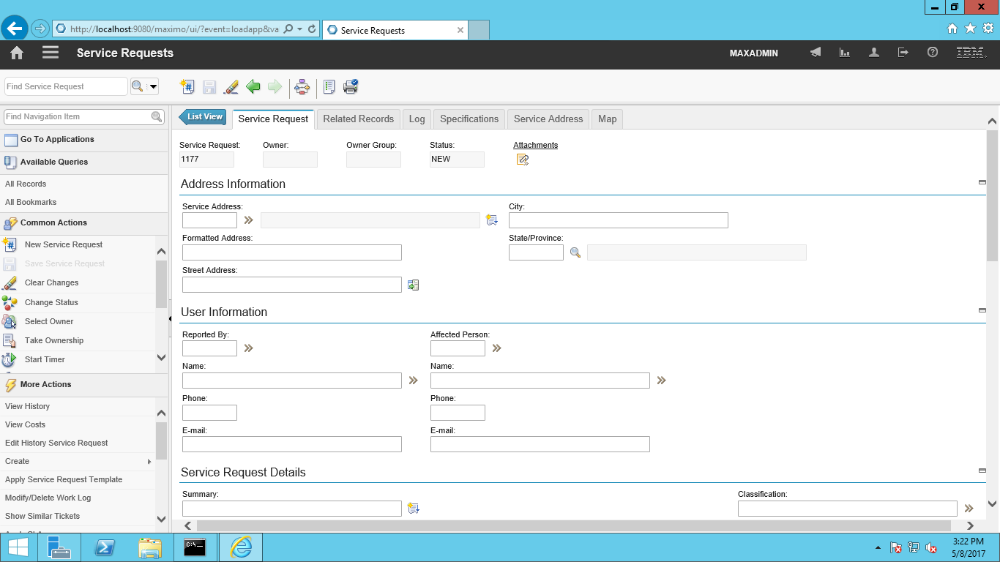 http://localhost:9080/maximo/ui/?event=loadapp&va
Service Requests
Service Requests
MAXADMIN
IBM.
Find Service Request
Find Navigation Item
Go To Applications
Available Queries
All Records
All Bookmarks
Common Actions
New Service Request
Save Service Request
Clear Changes
Change Status
Select Owner
Take Ownership
Start Timer
More Actions
View History
View Costs
Edit History Service Request
Create
Apply Service Request Template
Modify/Delete Work Log
Show Similar Tickets
List View
Service Request
Related Records
Log
Specifications
Service Address
Map
Service Request: Owner: Owner Group: Status: Attachments
1177 NEW
Address Information
Service Address: City:
Formatted Address: State/Province:
Street Address:
User Information
Reported By: Affected Person:
Name: Name:
Phone: Phone:
E-mail: E-mail:
Service Request Details
Summary: Classification:
3:22 PM
5/8/2017